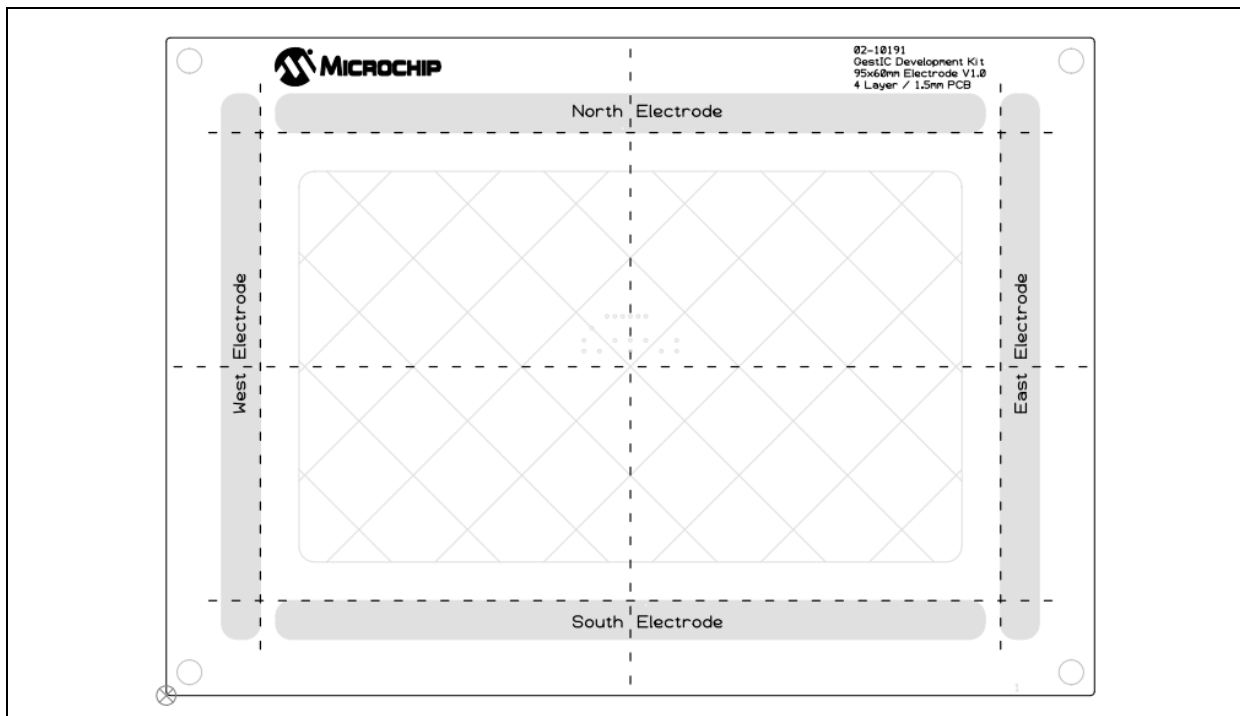 MICROCHIP
02-10191
GestIC Development Kit
95x60mm Electrode V1.0
4 Layer / 1.5mm PCB
North Electrode
West Electrode
East Electrode
South Electrode
1